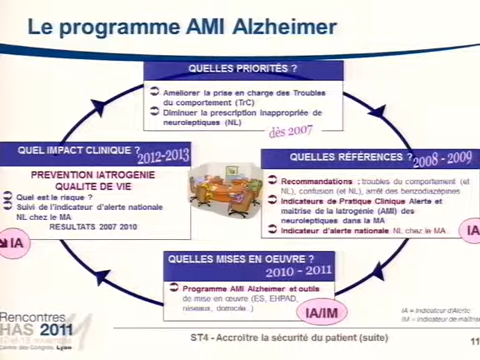 Le programme AMI Alzheimer
QUELLES PRIORITÉS ?
Améliorer la prise en charge des Troubles
du comportement (TrC)
Diminuer la prescription inappropriée de
neuroleptiques (NL)
dès 2007
QUEL IMPACT CLINIQUE ?
2012-2013
PREVENTION IATROGÉNIE
QUALITE DE VIE
Quel est le risque ?
Suivi de l'indicateur d'alerte nationale
NL chez le MA
RESULTATS 2007 2010
IA
QUELLES RÉFÉRENCES ?
2008 - 2009
Recommandations : troubles du comportement (et
NL), confusion (et NL), arrêt des benzodiazépines
Indicateurs de Pratique Clinique Alerte et
maitrise de la Iatrogénie (AMI) des
neuroleptiques dans la MA
Indicateur d'alerte nationale NL chez le MA
IA
QUELLES MISES EN OEUVRE ?
2010 - 2011
Programme AMI Alzheimer et outils
de mise en œuvre (ES, EHPAD,
réseaux, domicile..)
IA/IM
IA = Indicateur d'Alerte
IM = Indicateur de maîtrise
Rencontres
HAS 2011
Centre des Congrès Lyon
ST4 - Accroître la sécurité du patient (suite)
11